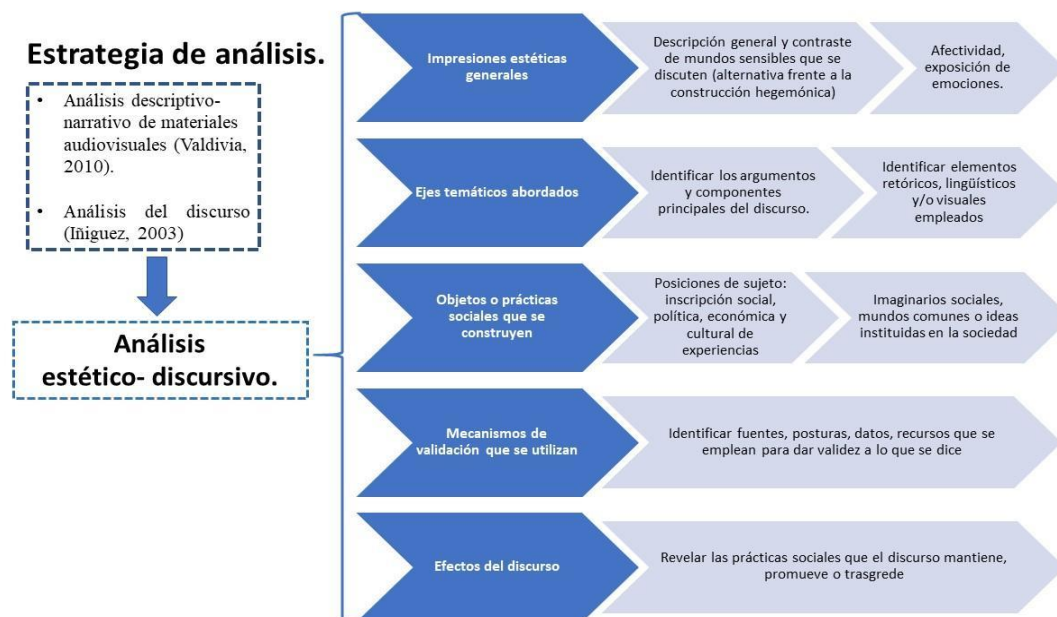 Estrategia de análisis.
• Análisis descriptivo-
narrativo de materiales
audiovisuales (Valdivia,
2010).
• Análisis del discurso
(Iñiguez, 2003)
Análisis
estético- discursivo.
Impresiones estéticas
generales
Descripción general y contraste
de mundos sensibles que se
discuten (alternativa frente a la
construcción hegemónica)
Afectividad,
exposición de
emociones.
Ejes temáticos abordados
Identificar los argumentos
y componentes
principales del discurso.
Identificar elementos
retóricos, lingüísticos
y/o visuales
empleados
Objetos o prácticas
sociales que se
construyen
Posiciones de sujeto:
inscripción social,
política, económica y
cultural de
experiencias
Imaginarios sociales,
mundos comunes o ideas
instituidas en la sociedad
Mecanismos de
validación que se utilizan
Identificar fuentes, posturas, datos, recursos que se
emplean para dar validez a lo que se dice
Efectos del discurso
Revelar las prácticas sociales que el discurso mantiene,
promueve o trasgrede